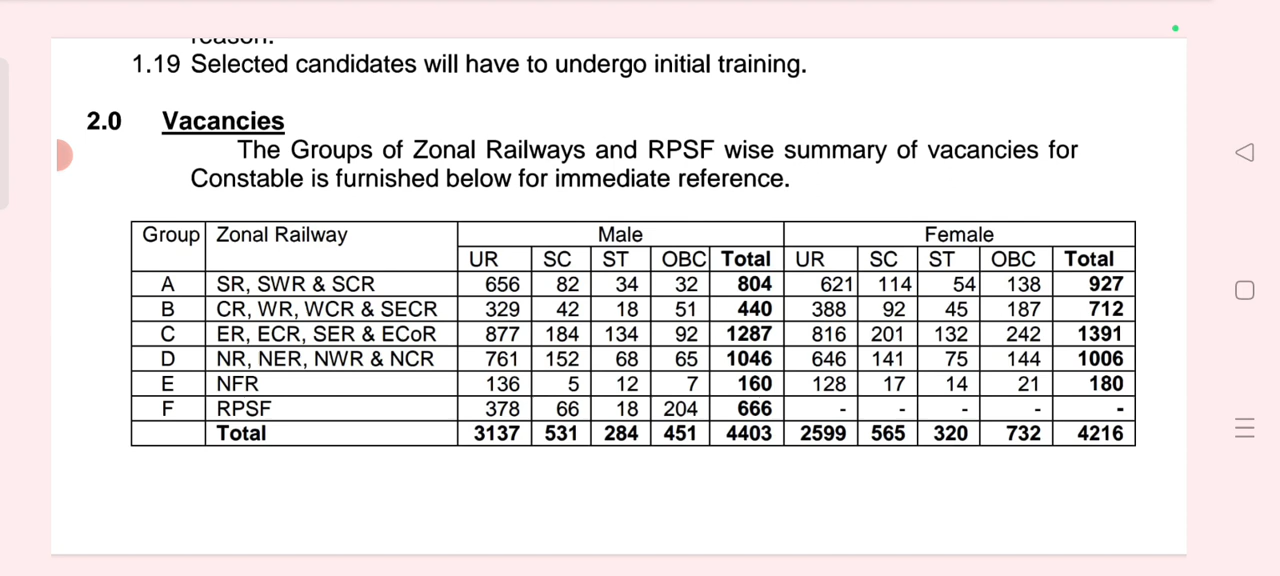 1.19 Selected candidates will have to undergo initial training.
2.0 Vacancies
The Groups of Zonal Railways and RPSF wise summary of vacancies for
Constable is furnished below for immediate reference.
Group Zonal Railway Male Female
UR SC ST OBC Total UR SC ST OBC Total
A SR, SWR & SCR 656 82 34 32 804 621 114 54 138 927
B CR, WR, WCR & SECR 329 42 18 51 440 388 92 45 187 712
C ER, ECR, SER & ECoR 877 184 134 92 1287 816 201 132 242 1391
D NR, NER, NWR & NCR 761 152 68 65 1046 646 141 75 144 1006
E NFR 136 5 12 7 160 128 17 14 21 180
F RPSF 378 66 18 204 666 - - - - -
Total 3137 531 284 451 4403 2599 565 320 732 4216